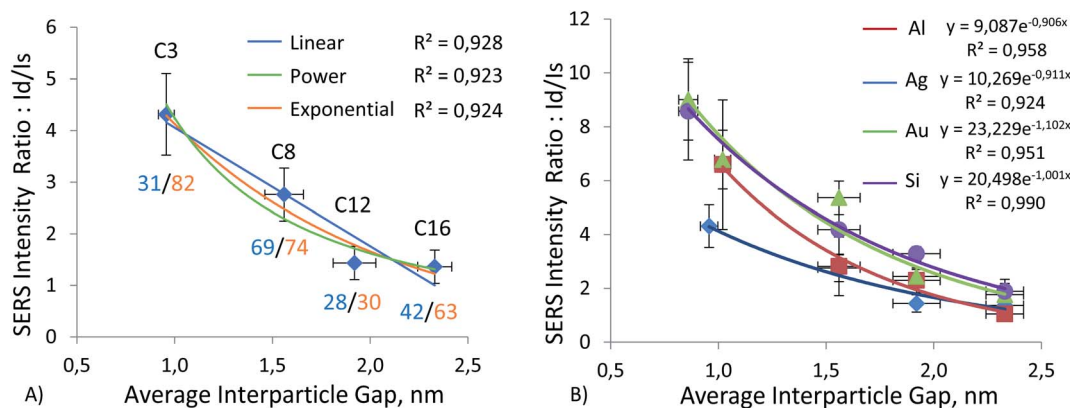 6
5
4
3
2
1
0
SERS Intensity Ratio : Id/Is
C3
C8
C12
C16
31/82
69/74
28/30
42/63
Linear R² = 0,928
Power R² = 0,923
Exponential R² = 0,924
0,5 1,0 1,5 2,0 2,5
Average Interparticle Gap, nm
A)
14
12
10
8
6
4
2
0
SERS Intensity Ratio : Id/Is
Al y = 9,087e⁻⁰,⁹⁰⁶ˣ
R² = 0,958
Ag y = 10,269e⁻⁰,⁹¹¹ˣ
R² = 0,924
Au y = 23,229e⁻¹,¹⁰²ˣ
R² = 0,951
Si y = 20,498e⁻¹,⁰⁰¹ˣ
R² = 0,990
0,5 1,0 1,5 2,0 2,5
Average Interparticle Gap, nm
B)